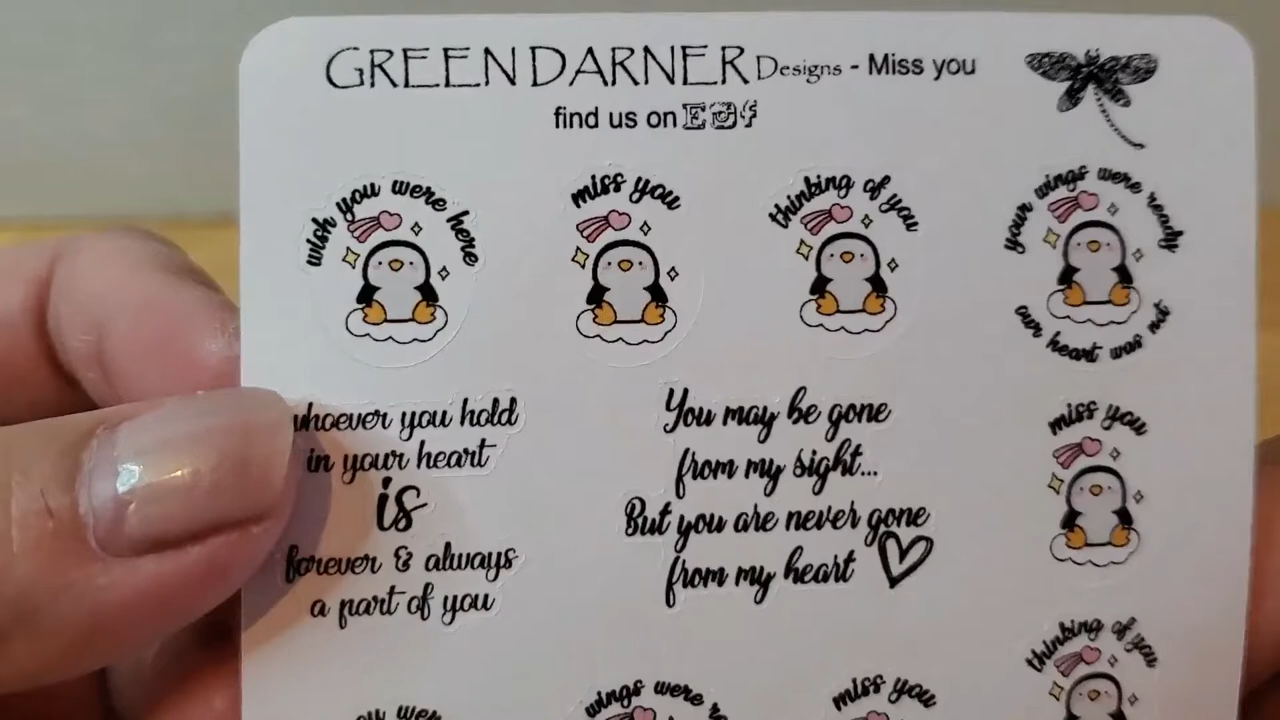 GREEN DARNER Designs - Miss you
find us on
wish you were here
miss you
thinking of you
your wings were ready
our heart was not
whoever you hold
in your heart
is
forever & always
a part of you
You may be gone
from my sight...
But you are never gone
from my heart
miss you
thinking of you
wings were
miss you